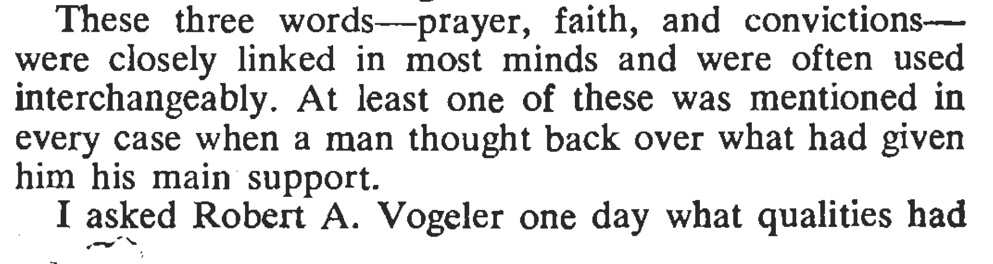 These three words—prayer, faith, and convictions—
were closely linked in most minds and were often used
interchangeably. At least one of these was mentioned in
every case when a man thought back over what had given
him his main support.
I asked Robert A. Vogeler one day what qualities had